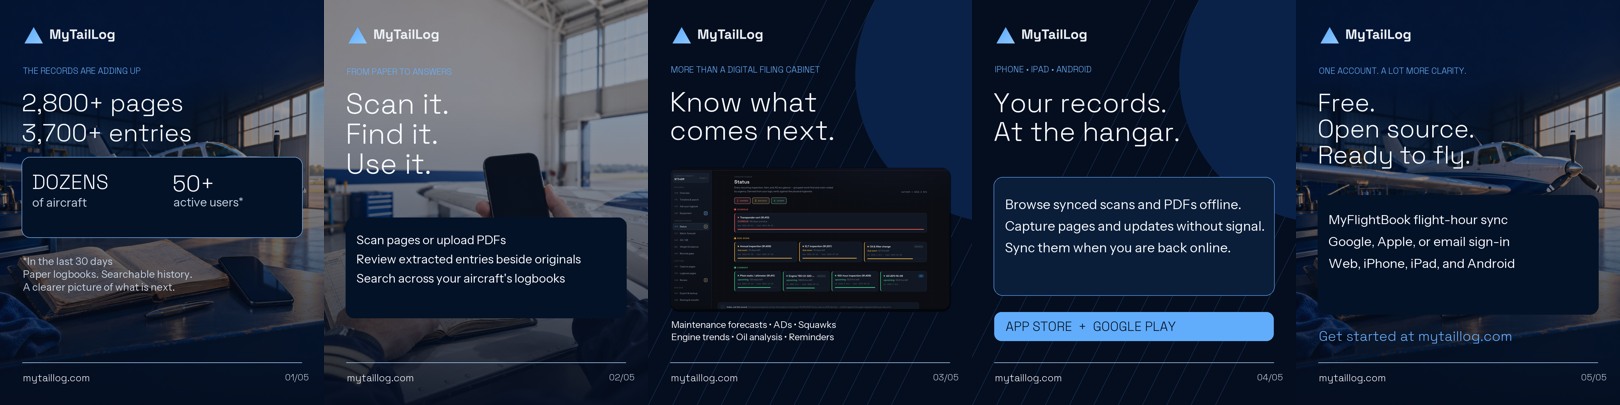 MyTailLog
THE RECORDS ARE ADDING UP
2,800+ pages
3,700+ entries
DOZENS
of aircraft
50+
active users*
*In the last 30 days
Paper logbooks. Searchable history.
A clearer picture of what is next.
mytaillog.com
01/05
MyTailLog
FROM PAPER TO ANSWERS
Scan it.
Find it.
Use it.
Scan pages or upload PDFs
Review extracted entries beside originals
Search across your aircraft's logbooks
mytaillog.com
02/05
MyTailLog
MORE THAN A DIGITAL FILING CABINET
Know what
comes next.
Status
Maintenance forecasts • ADs • Squawks
Engine trends • Oil analysis • Reminders
mytaillog.com
03/05
MyTailLog
IPHONE • IPAD • ANDROID
Your records.
At the hangar.
Browse synced scans and PDFs offline.
Capture pages and updates without signal.
Sync them when you are back online.
APP STORE + GOOGLE PLAY
mytaillog.com
04/05
MyTailLog
ONE ACCOUNT. A LOT MORE CLARITY.
Free.
Open source.
Ready to fly.
MyFlightBook flight-hour sync
Google, Apple, or email sign-in
Web, iPhone, iPad, and Android
Get started at mytaillog.com
mytaillog.com
05/05